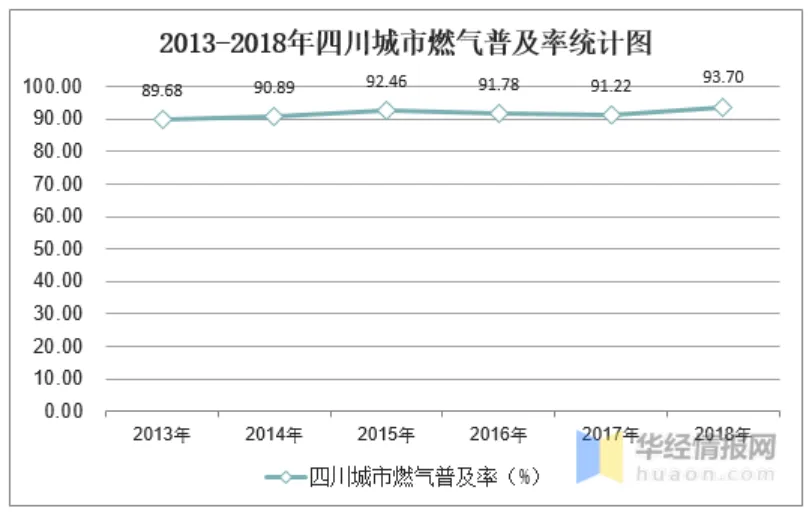 2013-2018年四川城市燃气普及率统计图
100.00
90.00
80.00
70.00
60.00
50.00
40.00
30.00
20.00
10.00
0.00
89.68
90.89
92.46
91.78
91.22
93.70
2013年
2014年
2015年
2016年
2017年
2018年
四川城市燃气普及率（%）
华经情报网
huaon.com